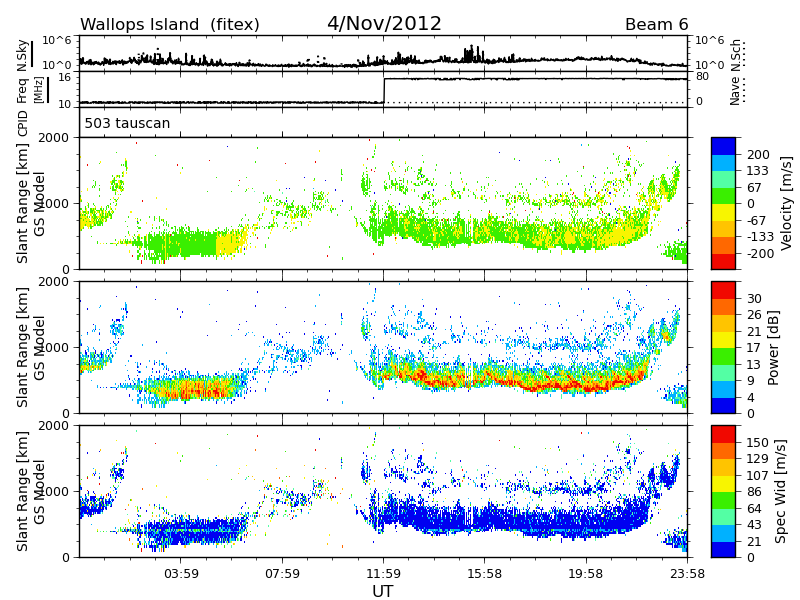 Wallops Island (fitex) 4/Nov/2012 Beam 6
N.Sky 10^6 10^0 10^6 10^0 N.Sch
Freq [MHz] 16 10 80 0 Nave
CPID 503 tauscan
Slant Range [km] GS Model 2000 1000 0
200 133 67 0 -67 -133 -200 Velocity [m/s]
Slant Range [km] GS Model 2000 1000 0
30 26 21 17 13 9 4 0 Power [dB]
Slant Range [km] GS Model 2000 1000 0
150 129 107 86 64 43 21 0 Spec Wid [m/s]
03:59 07:59 11:59 15:58 19:58 23:58
UT